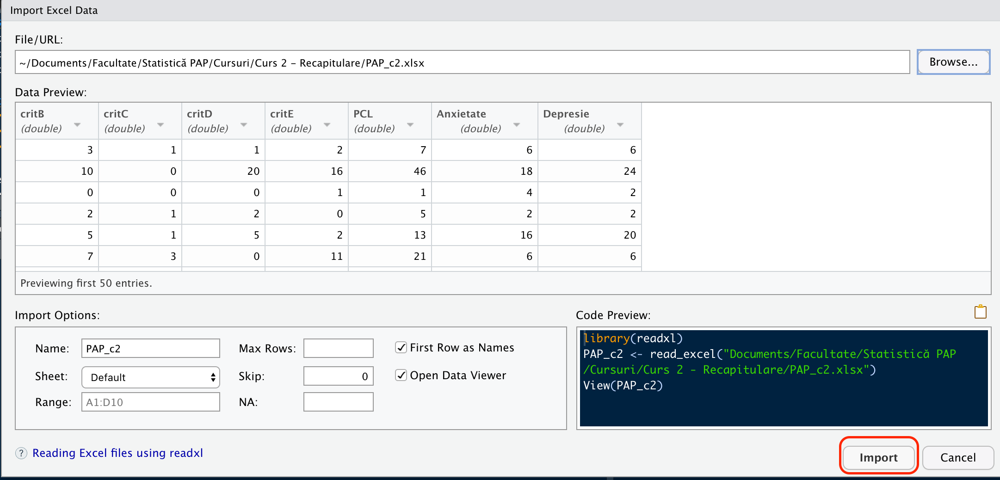 Import Excel Data
File/URL:
~/Documents/Facultate/Statistică PAP/Cursuri/Curs 2 - Recapitulare/PAP_c2.xlsx
Browse...
Data Preview:
critB critC critD critE PCL Anxietate Depresie
(double) (double) (double) (double) (double) (double) (double)
3 1 1 2 7 6 6
10 0 20 16 46 18 24
0 0 0 1 1 4 2
2 1 2 0 5 2 2
5 1 5 2 13 16 20
7 3 0 11 21 6 6
Previewing first 50 entries.
Import Options:
Name: PAP_c2 Max Rows: First Row as Names
Sheet: Default Skip: 0 Open Data Viewer
Range: A1:D10 NA:
Code Preview:
library(readxl)
PAP_c2 <- read_excel("Documents/Facultate/Statistică PAP
/Cursuri/Curs 2 - Recapitulare/PAP_c2.xlsx")
View(PAP_c2)
? Reading Excel files using readxl
Import Cancel